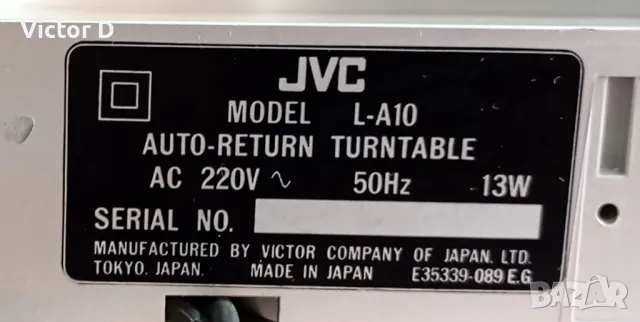 Victor D
JVC
MODEL L-A10
AUTO-RETURN TURNTABLE
AC 220V ~ 50Hz 13W
SERIAL NO.
MANUFACTURED BY VICTOR COMPANY OF JAPAN, LTD.
TOKYO, JAPAN. MADE IN JAPAN E35339-089 E.G
BAZAR